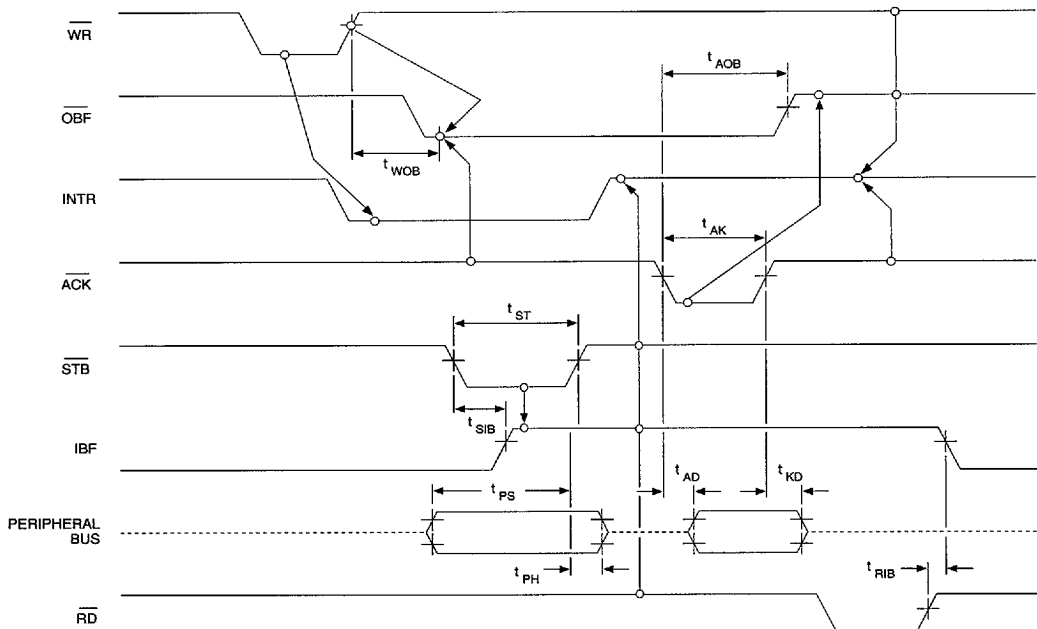 WR
t AOB
OBF
t WOB
INTR
t AK
ACK
t ST
STB
t SIB
IBF
t AD
t KD
t PS
PERIPHERAL
BUS
t PH
t RIB
RD